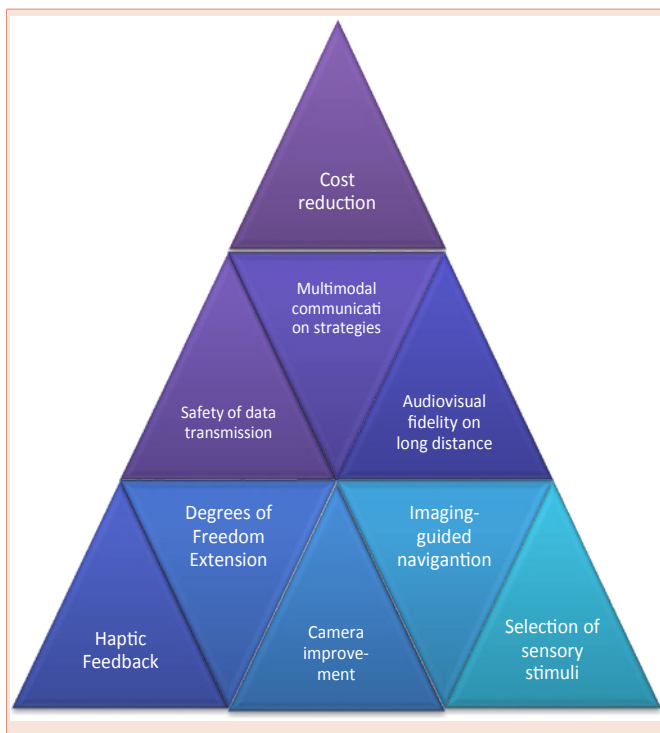 Cost
reduction
Multimodal
communicati
on strategies
Safety of data
transmission
Audiovisual
fidelity on
long distance
Haptic
Feedback
Degrees of
Freedom
Extension
Camera
improve-
ment
Imaging-
guided
navigantion
Selection of
sensory
stimuli